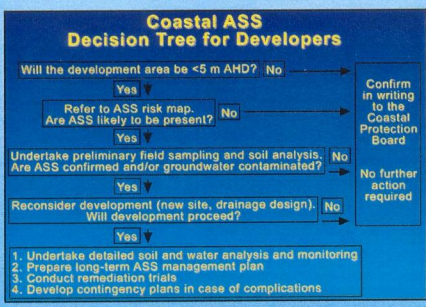 Coastal ASS
Decision Tree for Developers
Will the development area be <5 m AHD?
No
Yes
Refer to ASS risk map.
Are ASS likely to be present?
No
Yes
Undertake preliminary field sampling and soil analysis.
Are ASS confirmed and/or groundwater contaminated?
No
Yes
Reconsider development (new site, drainage design).
Will development proceed?
No
Yes
1. Undertake detailed soil and water analysis and monitoring
2. Prepare long-term ASS management plan
3. Conduct remediation trials
4. Develop contingency plans in case of complications
Confirm
in writing
to the
Coastal
Protection
Board
No further
action
required